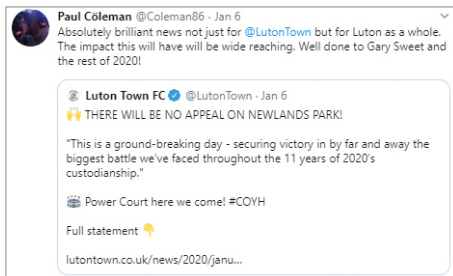 Paul Cöleman @Coleman86 · Jan 6
Absolutely brilliant news not just for @LutonTown but for Luton as a whole.
The impact this will have will be wide reaching. Well done to Gary Sweet and
the rest of 2020!
Luton Town FC @LutonTown · Jan 6
🙌 THERE WILL BE NO APPEAL ON NEWLANDS PARK!
"This is a ground-breaking day - securing victory in by far and away the
biggest battle we've faced throughout the 11 years of 2020's
custodianship."
🏟 Power Court here we come! #COYH
Full statement 👇
lutontown.co.uk/news/2020/janu...